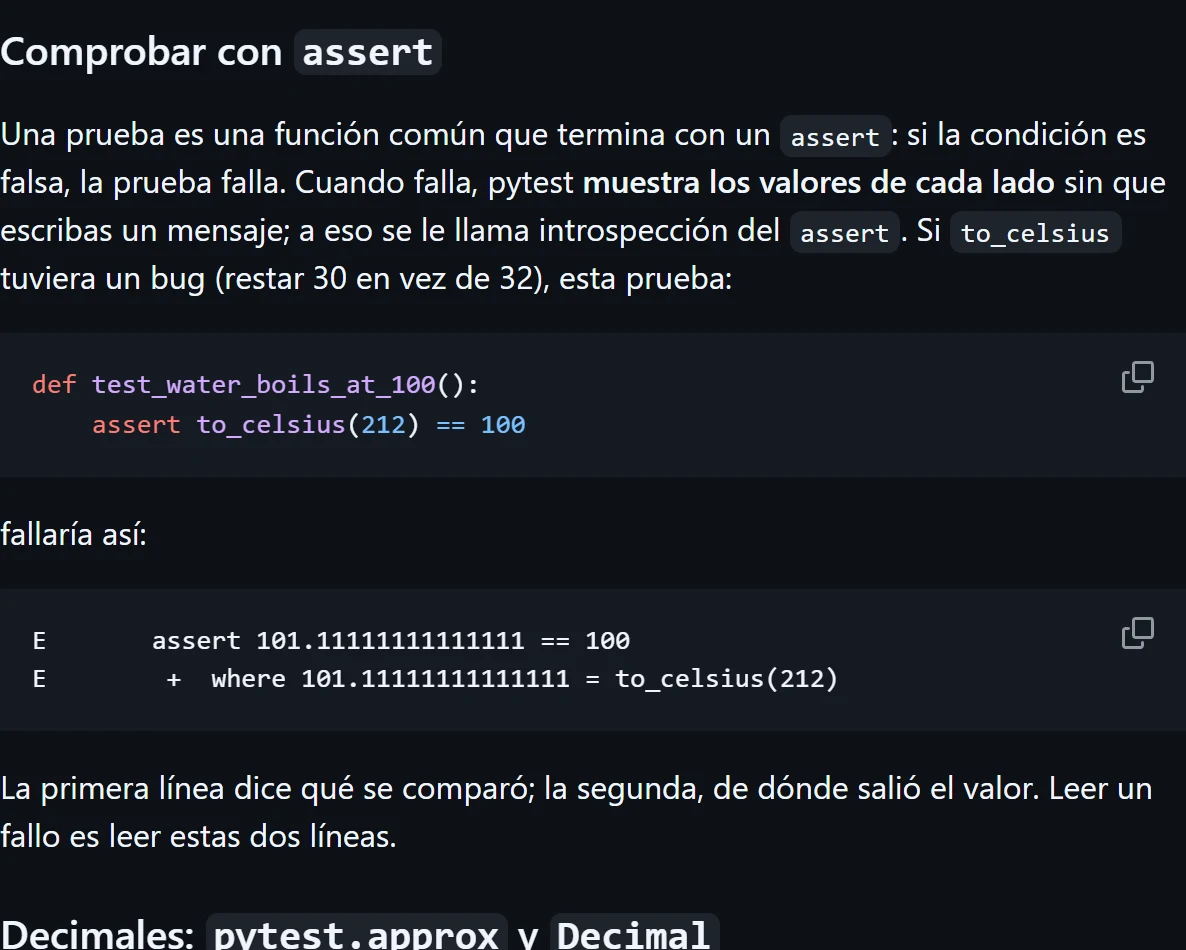 Comprobar con assert
Una prueba es una función común que termina con un assert: si la condición es
falsa, la prueba falla. Cuando falla, pytest muestra los valores de cada lado sin que
escribas un mensaje; a eso se le llama introspección del assert. Si to_celsius
tuviera un bug (restar 30 en vez de 32), esta prueba:
def test_water_boils_at_100():
    assert to_celsius(212) == 100
fallaría así:
E       assert 101.11111111111111 == 100
E        +  where 101.11111111111111 = to_celsius(212)
La primera línea dice qué se comparó; la segunda, de dónde salió el valor. Leer un
fallo es leer estas dos líneas.
Decimales: pytest.approx y Decimal